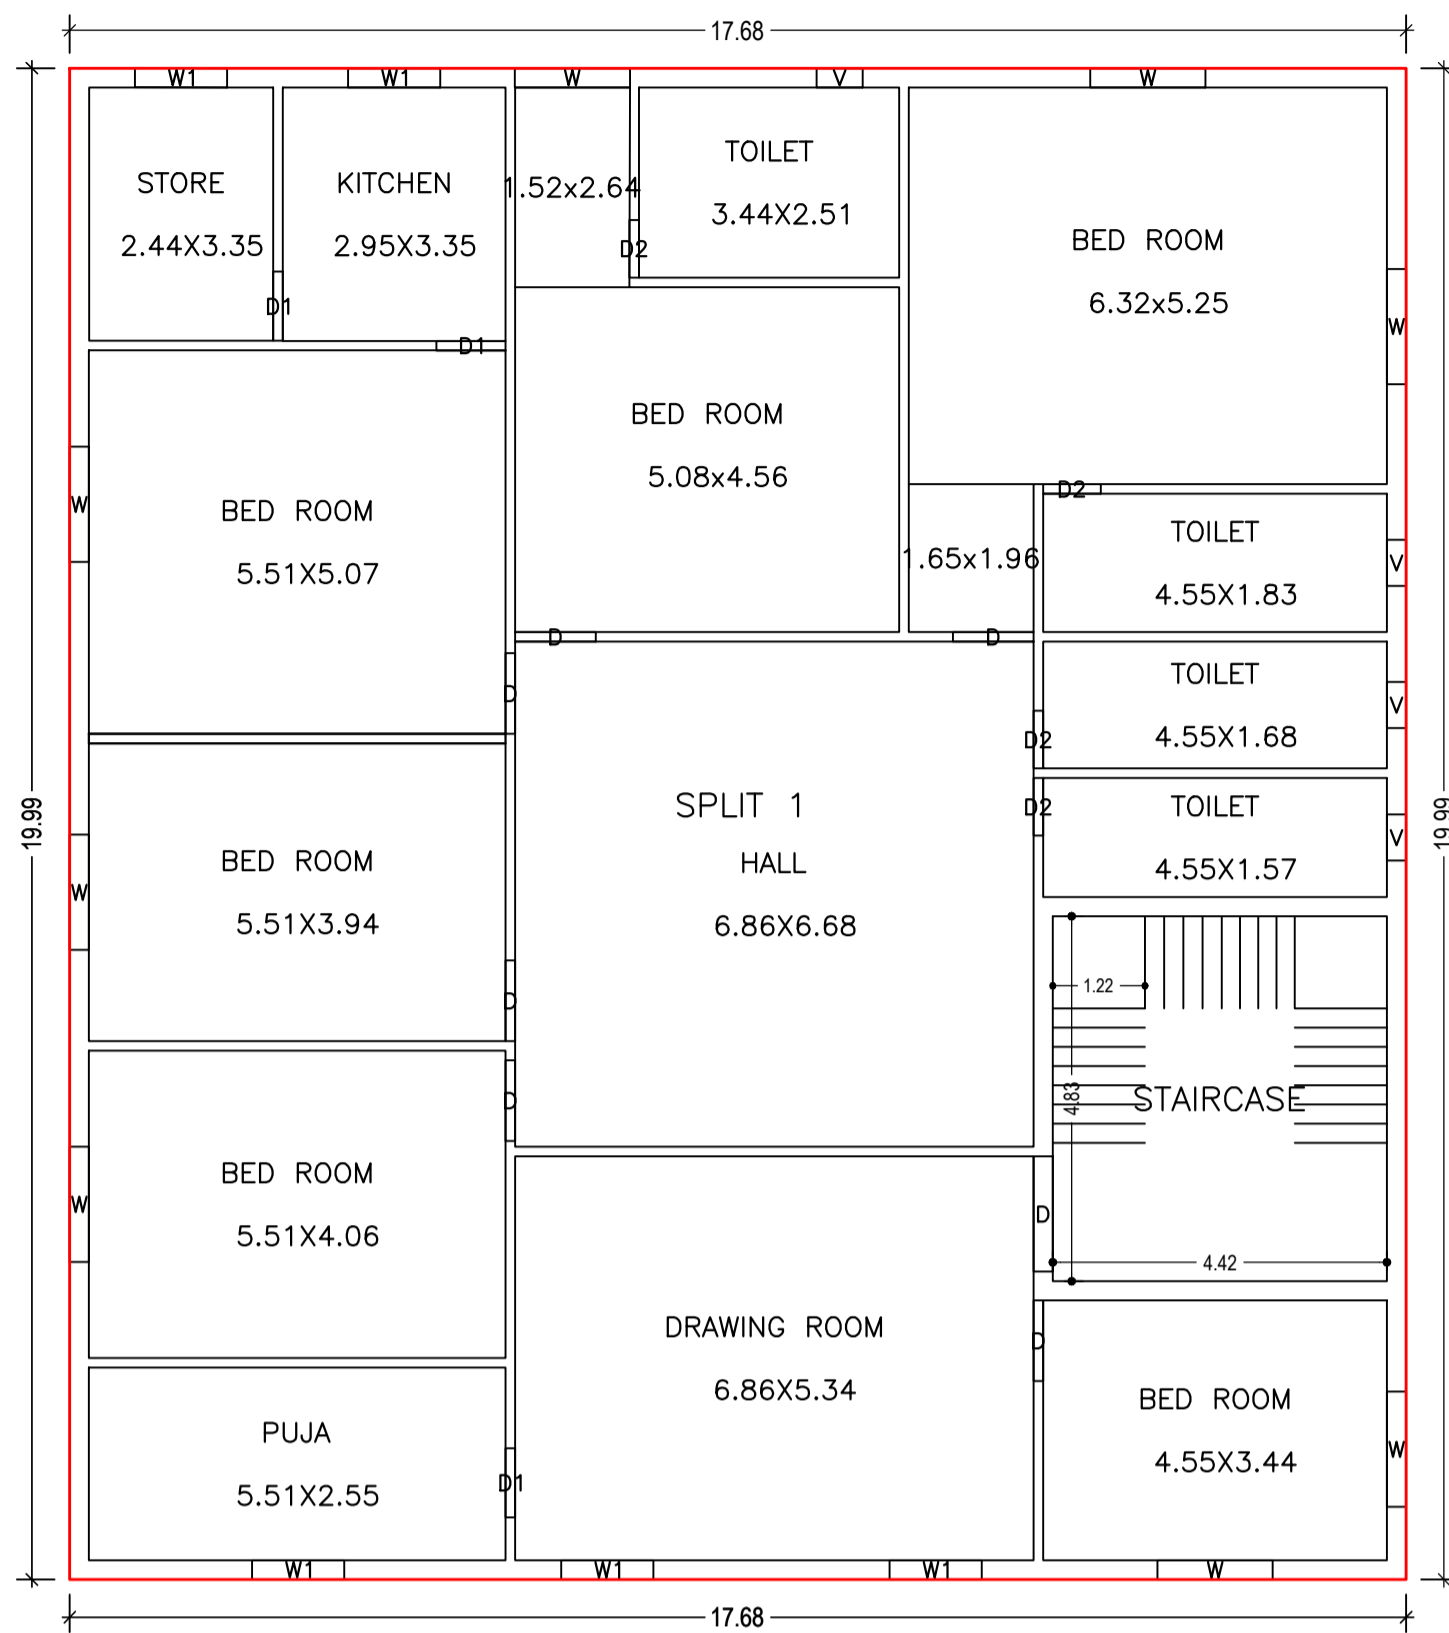 17.68
W1
W1
W
V
W
STORE
2.44X3.35
KITCHEN
2.95X3.35
1.52x2.64
TOILET
3.44X2.51
D2
D1
D1
BED ROOM
6.32x5.25
W
BED ROOM
5.08x4.56
W
BED ROOM
5.51X5.07
D2
1.65x1.96
TOILET
4.55X1.83
V
D
D
D
TOILET
4.55X1.68
V
D2
19.99
SPLIT 1
HALL
6.86X6.68
D2
TOILET
4.55X1.57
V
19.99
W
BED ROOM
5.51X3.94
D
1.22
4.83
STAIRCASE
D
W
BED ROOM
5.51X4.06
D
4.42
DRAWING ROOM
6.86X5.34
D
BED ROOM
4.55X3.44
W
PUJA
5.51X2.55
D1
W1
W1
W1
W
17.68